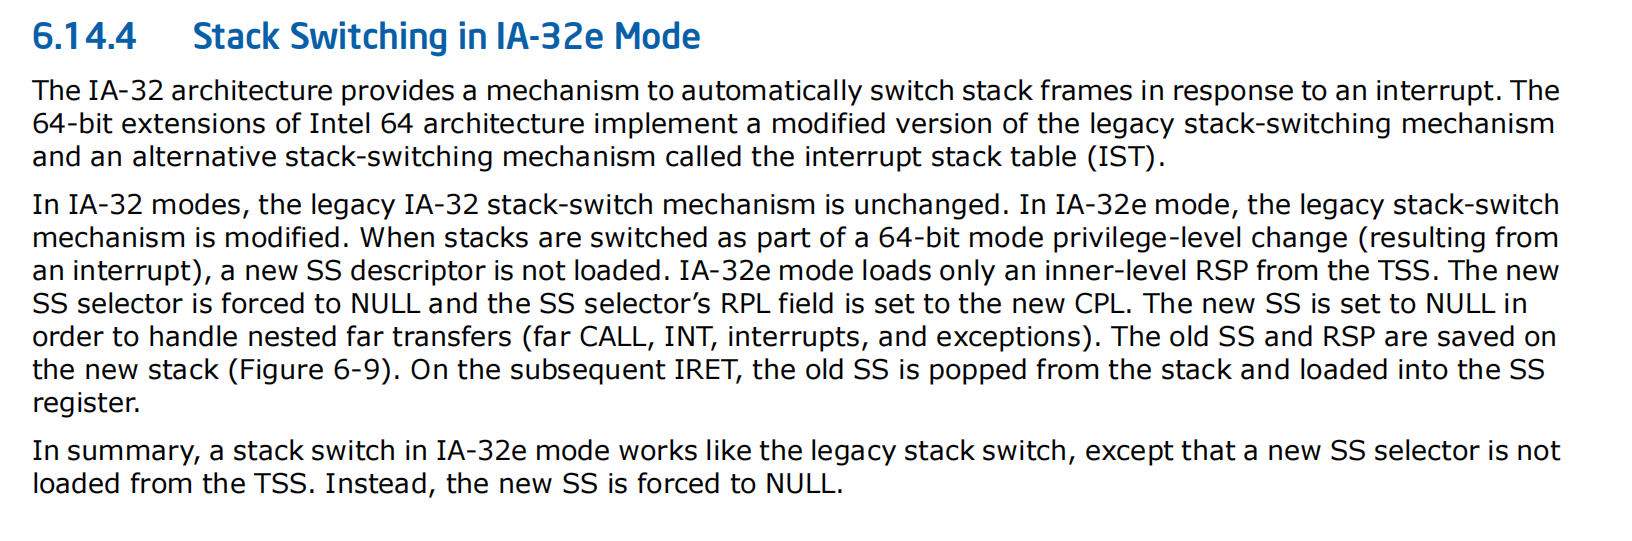 6.14.4 Stack Switching in IA-32e Mode
The IA-32 architecture provides a mechanism to automatically switch stack frames in response to an interrupt. The
64-bit extensions of Intel 64 architecture implement a modified version of the legacy stack-switching mechanism
and an alternative stack-switching mechanism called the interrupt stack table (IST).
In IA-32 modes, the legacy IA-32 stack-switch mechanism is unchanged. In IA-32e mode, the legacy stack-switch
mechanism is modified. When stacks are switched as part of a 64-bit mode privilege-level change (resulting from
an interrupt), a new SS descriptor is not loaded. IA-32e mode loads only an inner-level RSP from the TSS. The new
SS selector is forced to NULL and the SS selector’s RPL field is set to the new CPL. The new SS is set to NULL in
order to handle nested far transfers (far CALL, INT, interrupts, and exceptions). The old SS and RSP are saved on
the new stack (Figure 6-9). On the subsequent IRET, the old SS is popped from the stack and loaded into the SS
register.
In summary, a stack switch in IA-32e mode works like the legacy stack switch, except that a new SS selector is not
loaded from the TSS. Instead, the new SS is forced to NULL.